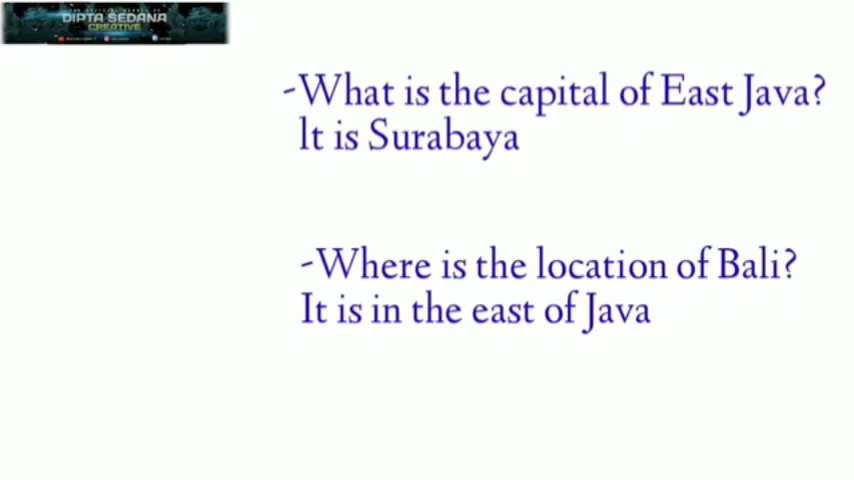 DIPTA SEDANA
CREATIVE
-What is the capital of East Java?
lt is Surabaya
-Where is the location of Bali?
It is in the east of Java